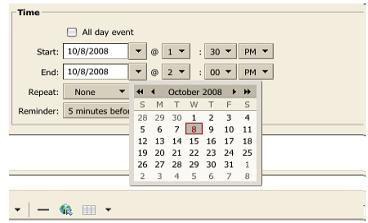 Time
All day event
Start: 10/8/2008 @ 1 : 30 PM
End: 10/8/2008 @ 2 : 00 PM
Repeat: None
Reminder: 5 minutes befo
October 2008
S M T W T F S
28 29 30 1 2 3 4
5 6 7 8 9 10 11
12 13 14 15 16 17 18
19 20 21 22 23 24 25
26 27 28 29 30 31 1
2 3 4 5 6 7 8